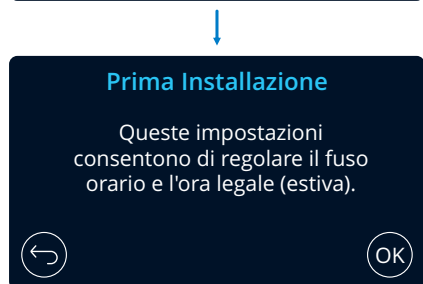 Prima Installazione
Queste impostazioni
consentono di regolare il fuso
orario e l'ora legale (estiva).
OK